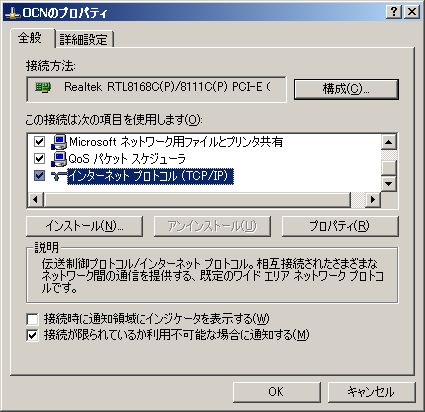 OCNのプロパティ
全般 詳細設定
接続方法:
Realtek RTL8168C(P)/8111C(P) PCI-E (
構成(C)...
この接続は次の項目を使用します(O):
Microsoft ネットワーク用ファイルとプリンタ共有
QoS パケット スケジューラ
インターネット プロトコル (TCP/IP)
インストール(N)... アンインストール(U) プロパティ(R)
説明
伝送制御プロトコル/インターネット プロトコル。相互接続されたさまざまな
ネットワーク間の通信を提供する、既定のワイド エリア ネットワーク プロトコ
ルです。
接続時に通知領域にインジケータを表示する(W)
接続が限られているか利用不可能な場合に通知する(M)
OK キャンセル